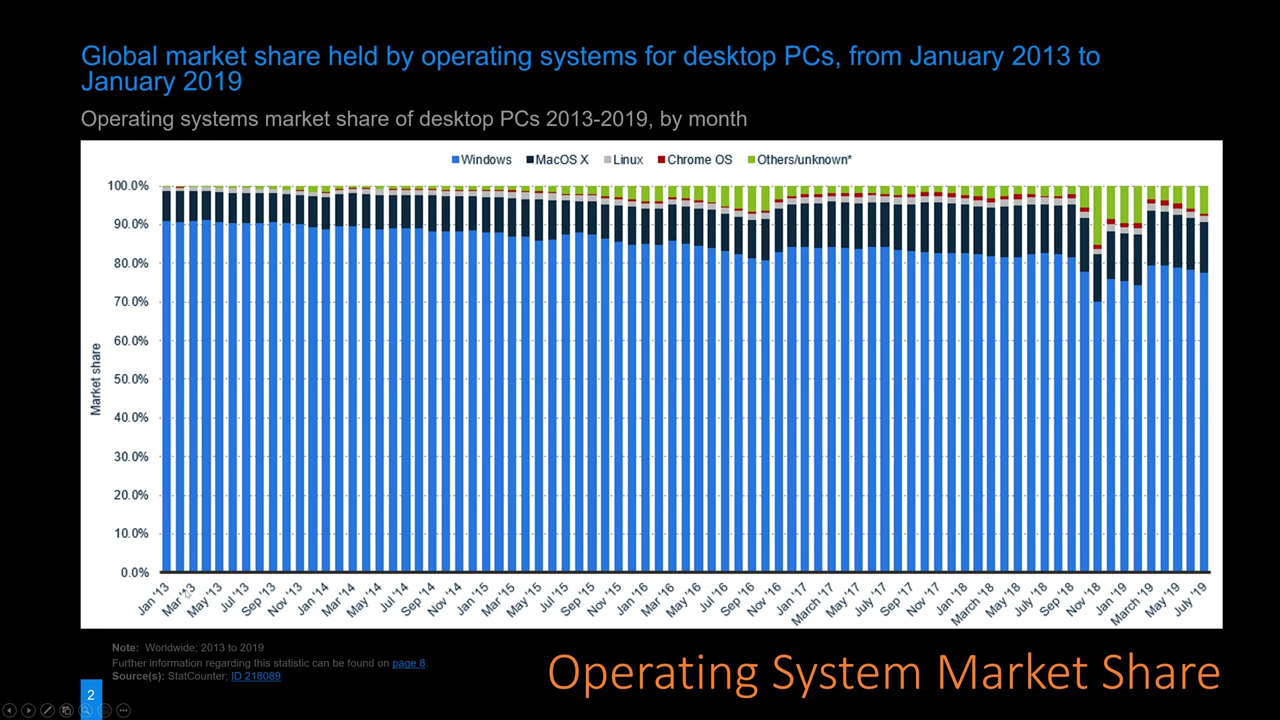 Global market share held by operating systems for desktop PCs, from January 2013 to
January 2019
Operating systems market share of desktop PCs 2013-2019, by month
Windows MacOS X Linux Chrome OS Others/unknown*
100.0%
90.0%
80.0%
70.0%
60.0%
50.0%
40.0%
30.0%
20.0%
10.0%
0.0%
Market share
Jan '13 Mar '13 May '13 Jul '13 Sep '13 Nov '13 Jan '14 Mar '14 May '14 Jul '14 Sep '14 Nov '14 Jan '15 Mar '15 May '15 Jul '15 Sep '15 Nov '15 Jan '16 Mar '16 May '16 Jul '16 Sep '16 Nov '16 Jan '17 March '17 May '17 July '17 Sep '17 Nov '17 Jan '18 March '18 May '18 July '18 Sep '18 Nov '18 Jan '19 March '19 May '19 July '19
Note: Worldwide; 2013 to 2019
Further information regarding this statistic can be found on page 8.
Source(s): StatCounter; ID 218089
Operating System Market Share
2